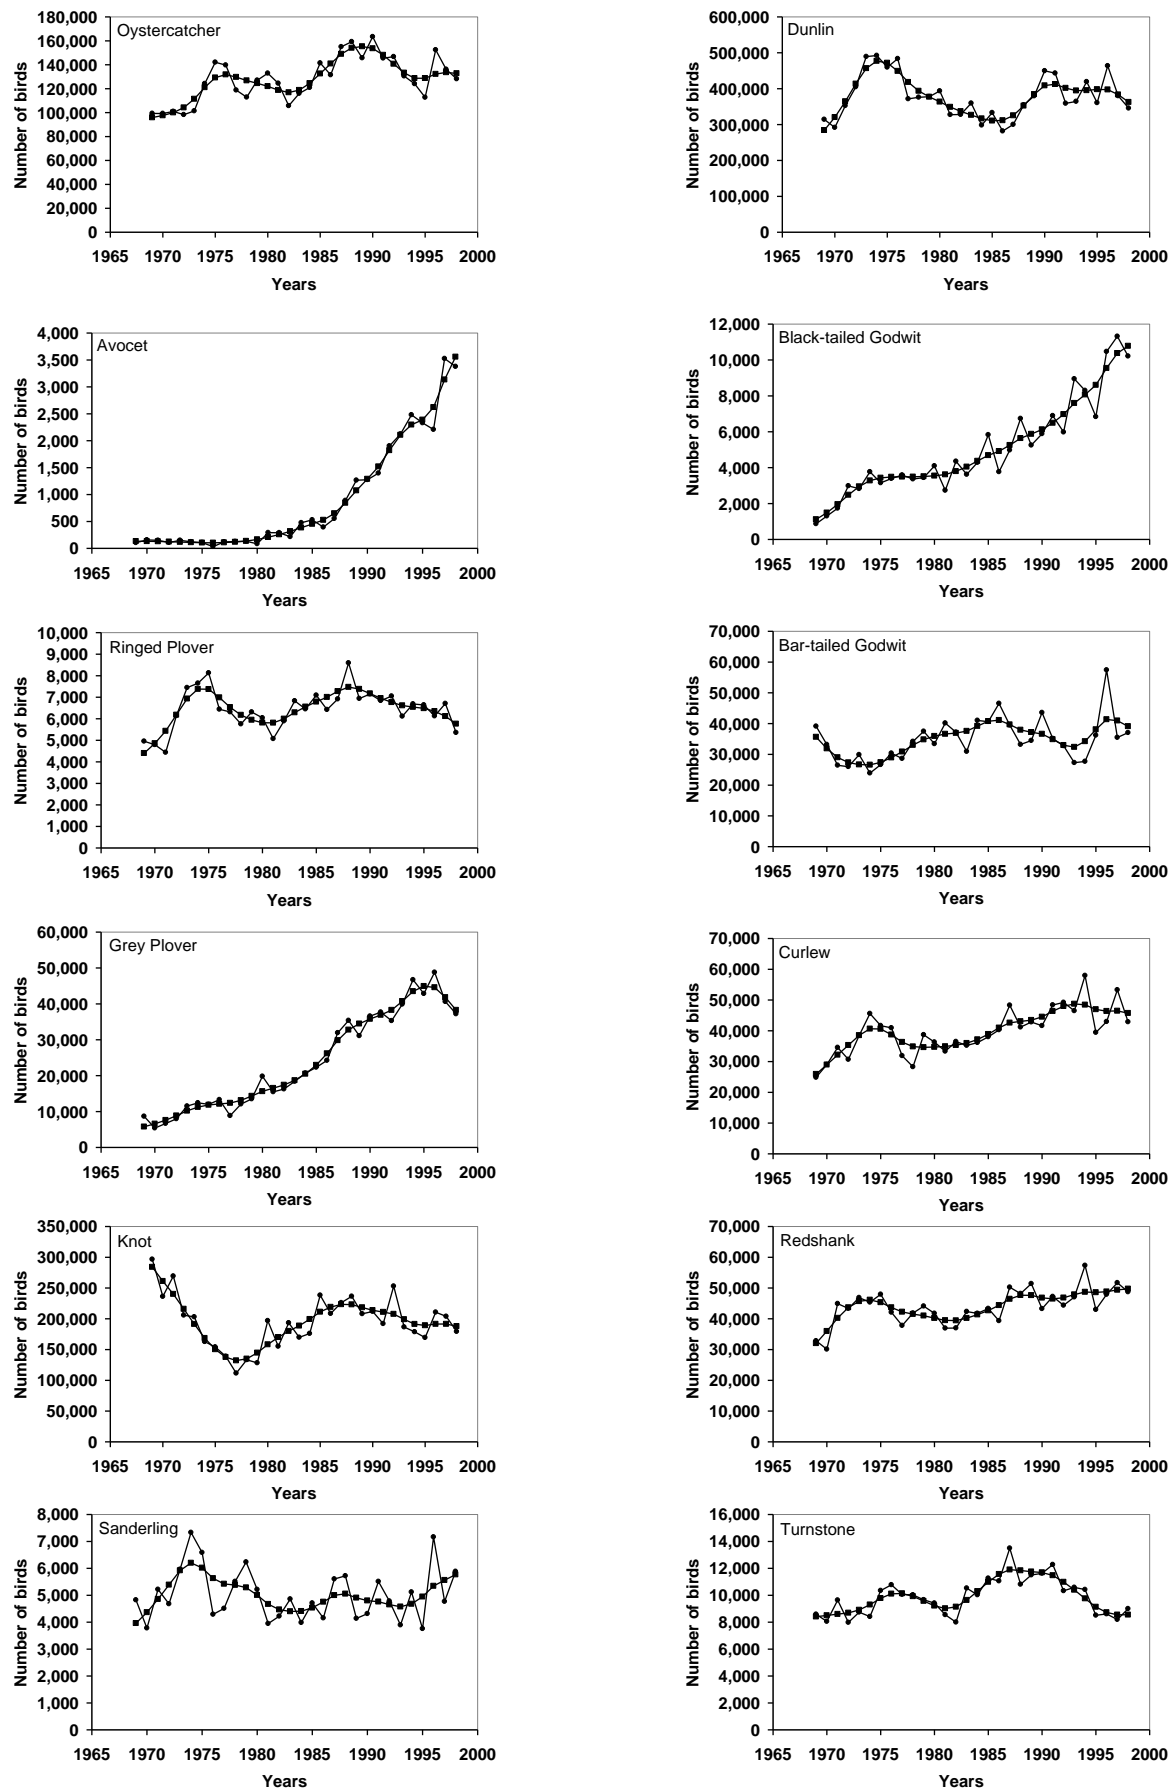 Oystercatcher
Number of birds
180,000
160,000
140,000
120,000
100,000
80,000
60,000
40,000
20,000
0
1965 1970 1975 1980 1985 1990 1995 2000
Years
Dunlin
Number of birds
600,000
500,000
400,000
300,000
200,000
100,000
0
1965 1970 1975 1980 1985 1990 1995 2000
Years
Avocet
Number of birds
4,000
3,500
3,000
2,500
2,000
1,500
1,000
500
0
1965 1970 1975 1980 1985 1990 1995 2000
Years
Black-tailed Godwit
Number of birds
12,000
10,000
8,000
6,000
4,000
2,000
0
1965 1970 1975 1980 1985 1990 1995 2000
Years
Ringed Plover
Number of birds
10,000
9,000
8,000
7,000
6,000
5,000
4,000
3,000
2,000
1,000
0
1965 1970 1975 1980 1985 1990 1995 2000
Years
Bar-tailed Godwit
Number of birds
70,000
60,000
50,000
40,000
30,000
20,000
10,000
0
1965 1970 1975 1980 1985 1990 1995 2000
Years
Grey Plover
Number of birds
60,000
50,000
40,000
30,000
20,000
10,000
0
1965 1970 1975 1980 1985 1990 1995 2000
Years
Curlew
Number of birds
70,000
60,000
50,000
40,000
30,000
20,000
10,000
0
1965 1970 1975 1980 1985 1990 1995 2000
Years
Knot
Number of birds
350,000
300,000
250,000
200,000
150,000
100,000
50,000
0
1965 1970 1975 1980 1985 1990 1995 2000
Years
Redshank
Number of birds
70,000
60,000
50,000
40,000
30,000
20,000
10,000
0
1965 1970 1975 1980 1985 1990 1995 2000
Years
Sanderling
Number of birds
8,000
7,000
6,000
5,000
4,000
3,000
2,000
1,000
0
1965 1970 1975 1980 1985 1990 1995 2000
Years
Turnstone
Number of birds
16,000
14,000
12,000
10,000
8,000
6,000
4,000
2,000
0
1965 1970 1975 1980 1985 1990 1995 2000
Years